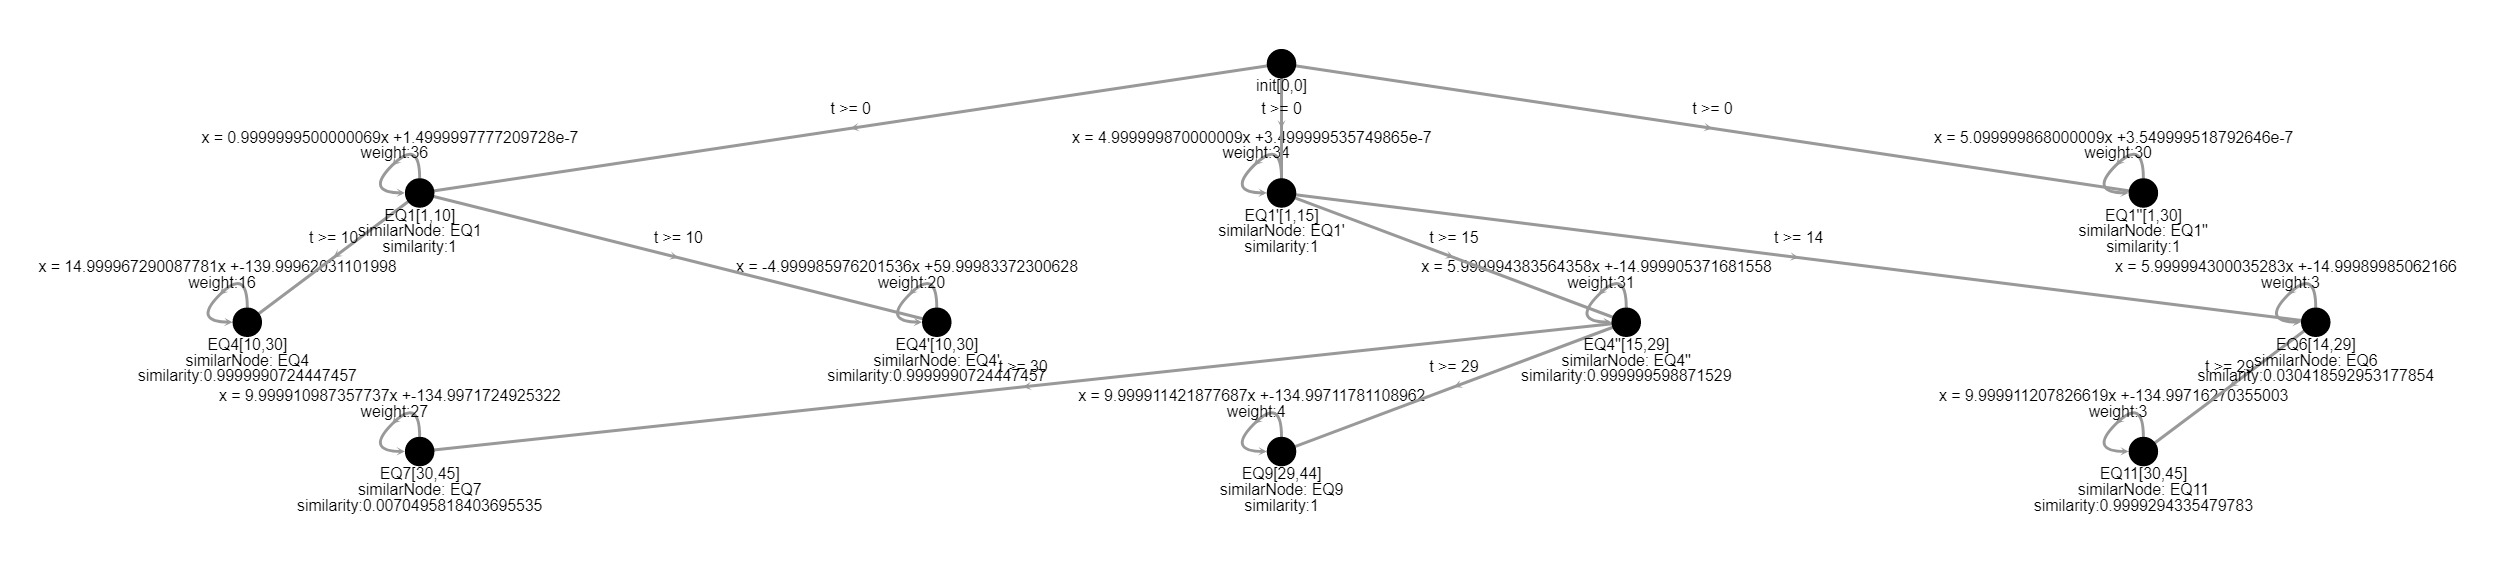 init[0,0]
t >= 0
t >= 0
t >= 0
x = 0.9999999500000069x +1.4999997777209728e-7
weight:36
x = 4.999999870000009x +3.499999535749865e-7
weight:34
x = 5.099999868000009x +3.549999518792646e-7
weight:30
EQ1[1,10]
similarNode: EQ1
similarity:1
EQ1'[1,15]
similarNode: EQ1'
similarity:1
EQ1''[1,30]
similarNode: EQ1''
similarity:1
t >= 10
t >= 10
t >= 15
t >= 14
x = 14.999967290087781x +-139.99962031101998
weight:16
x = -4.999985976201536x +59.99983372300628
weight:20
x = 5.999994383564358x +-14.999905371681558
weight:31
x = 5.999994300035283x +-14.99989985062166
weight:3
EQ4[10,30]
similarNode: EQ4
similarity:0.9999990724447457
EQ4'[10,30]
similarNode: EQ4'
similarity:0.9999990724447457
EQ4''[15,29]
similarNode: EQ4''
similarity:0.999999598871529
EQ6[14,29]
similarNode: EQ6
similarity:0.030418592953177854
t >= 30
t >= 29
t >= 29
x = 9.999910987357737x +-134.9971724925322
weight:27
x = 9.999911421877687x +-134.99711781108962
weight:4
x = 9.999911207826619x +-134.99716270355003
weight:3
EQ7[30,45]
similarNode: EQ7
similarity:0.0070495818403695535
EQ9[29,44]
similarNode: EQ9
similarity:1
EQ11[30,45]
similarNode: EQ11
similarity:0.9999294335479783